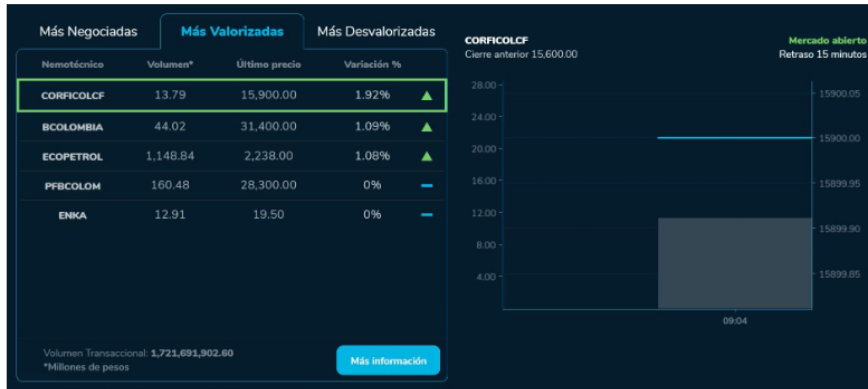 Más Negociadas Más Valorizadas Más Desvalorizadas
Nemotécnico Volumen* Último precio Variación %
CORFICOLCF 13.79 15,900.00 1.92%
BCOLOMBIA 44.02 31,400.00 1.09%
ECOPETROL 1,148.84 2,238.00 1.08%
PFBCOLOM 160.48 28,300.00 0%
ENKA 12.91 19.50 0%
Volumen Transaccional: 1,721,691,902.60
*Millones de pesos
Más información
CORFICOLCF Mercado abierto
Cierre anterior 15,600.00 Retraso 15 minutos
28.00
15900.05
24.00
15900.00
20.00
16.00 15899.95
12.00
15899.90
8.00
4.00 15899.85
09:04